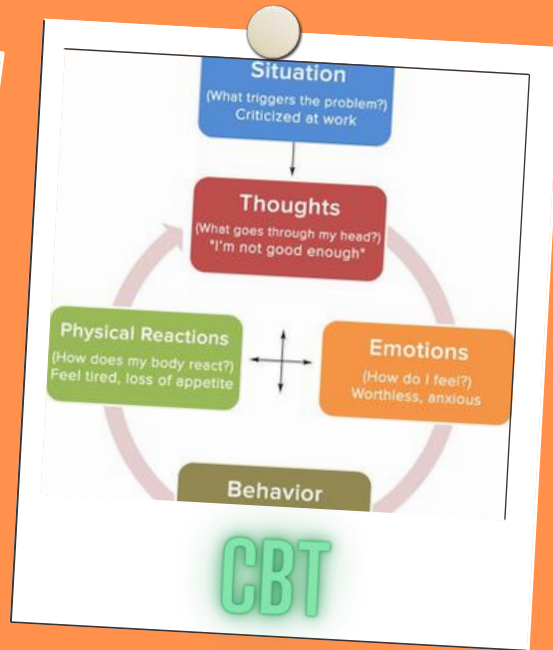 Situation
(What triggers the problem?)
Criticized at work
Thoughts
(What goes through my head?)
"I'm not good enough"
Physical Reactions
(How does my body react?)
Feel tired, loss of appetite
Emotions
(How do I feel?)
Worthless, anxious
Behavior
CBT